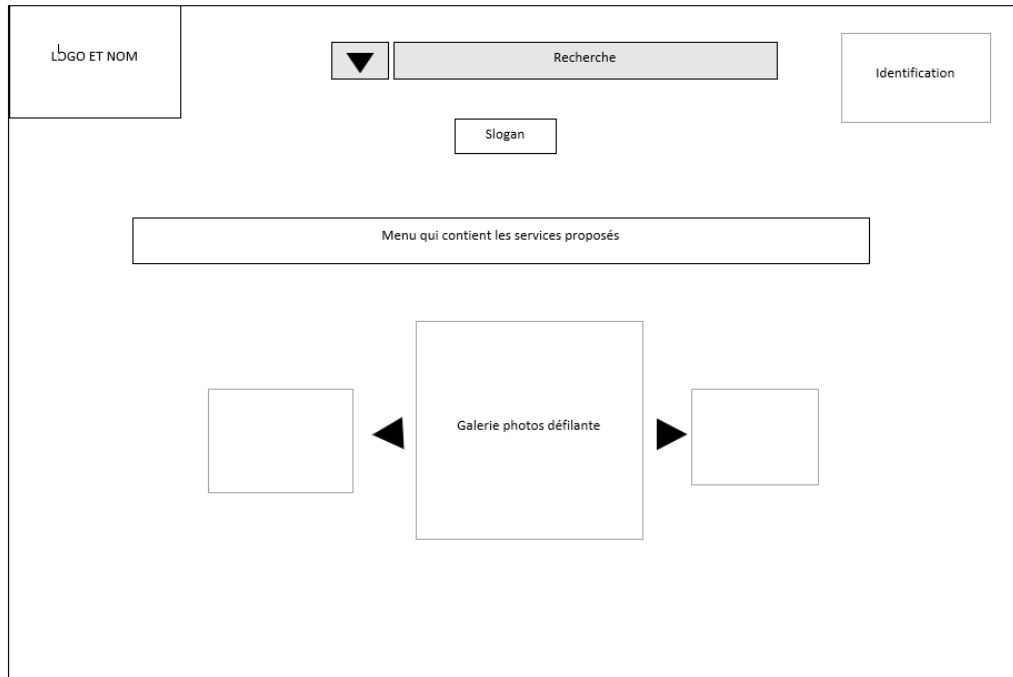 LOGO ET NOM
Recherche
Identification
Slogan
Menu qui contient les services proposés
Galerie photos défilante